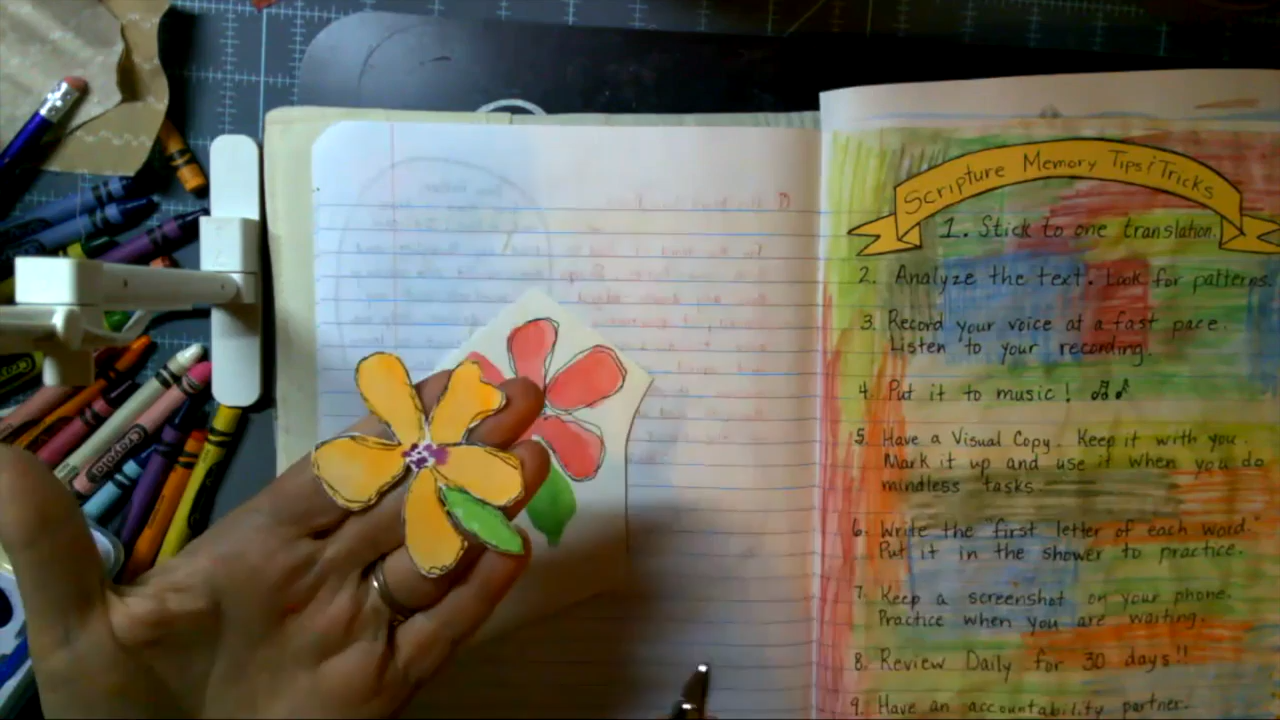 Scripture Memory Tips & Tricks
1. Stick to one translation.
2. Analyze the text. Look for patterns.
3. Record your voice at a fast pace.
Listen to your recording.
4. Put it to music!
5. Have a Visual Copy. Keep it with you.
Mark it up and use it when you do
mindless tasks.
6. Write the "first letter of each word."
Put it in the shower to practice.
7. Keep a screenshot on your phone.
Practice when you are waiting.
8. Review Daily for 30 days!!
9. Have an accountability partner.
Crayola